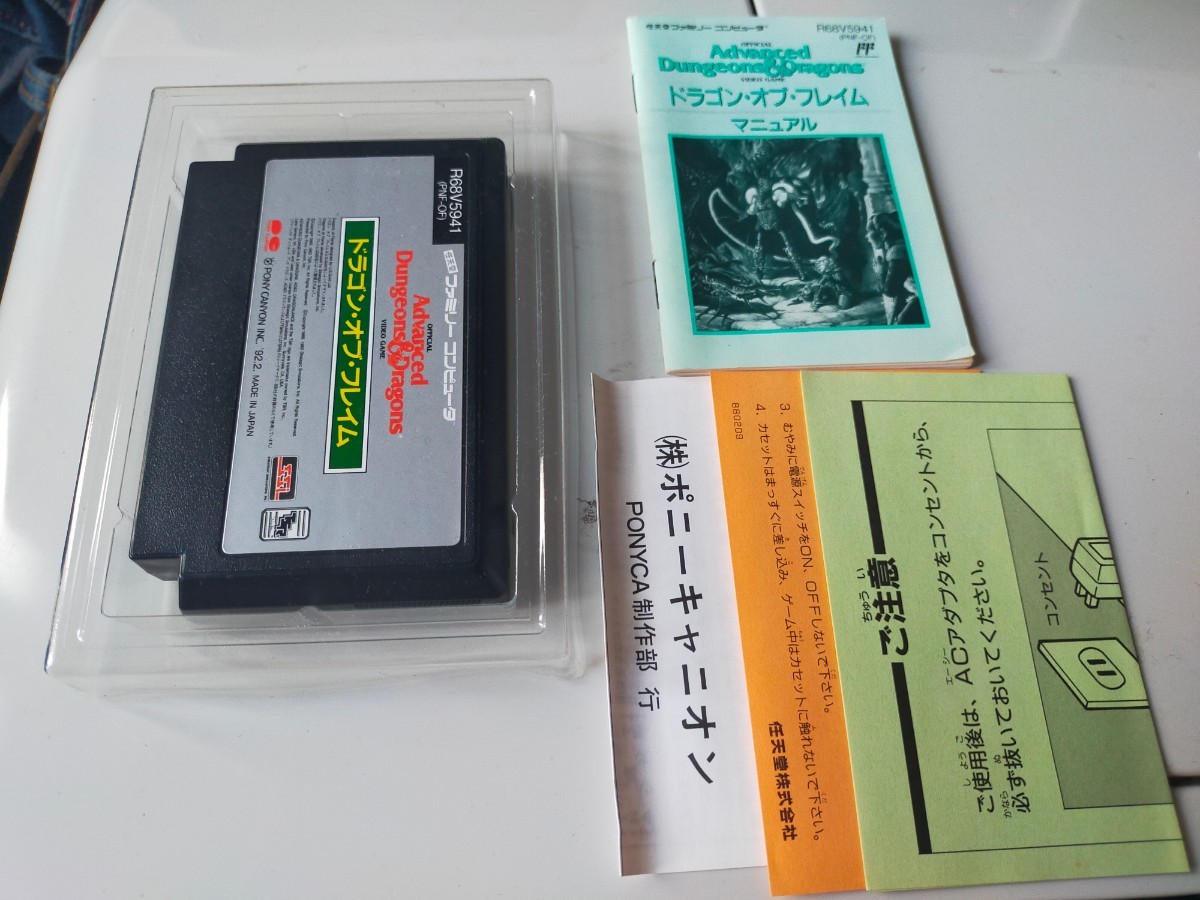 R68V5941
(PNF-OF)
任天堂 ファミリー コンピュータ
OFFICIAL
Advanced
Dungeons & Dragons
VIDEO GAME
ドラゴン・オブ・フレイム
Ⓟ PONY CANYON INC. '92.2. MADE IN JAPAN
任天堂 ファミリー コンピュータ
R68V5941
(PNF-OF)
FF
OFFICIAL
Advanced
Dungeons & Dragons
VIDEO GAME
ドラゴン・オブ・フレイム
マニュアル
(株)ポニーキャニオン
PONYCA 制作部 行
3. むやみに電源スイッチをON、OFFしないで下さい。
4. カセットはまっすぐに差し込み、ゲーム中はカセットに触れないで下さい。
860209
任天堂株式会社
ご注意
ご使用後は、ACアダプタをコンセントから、
必ず抜いておいてください。
コンセント